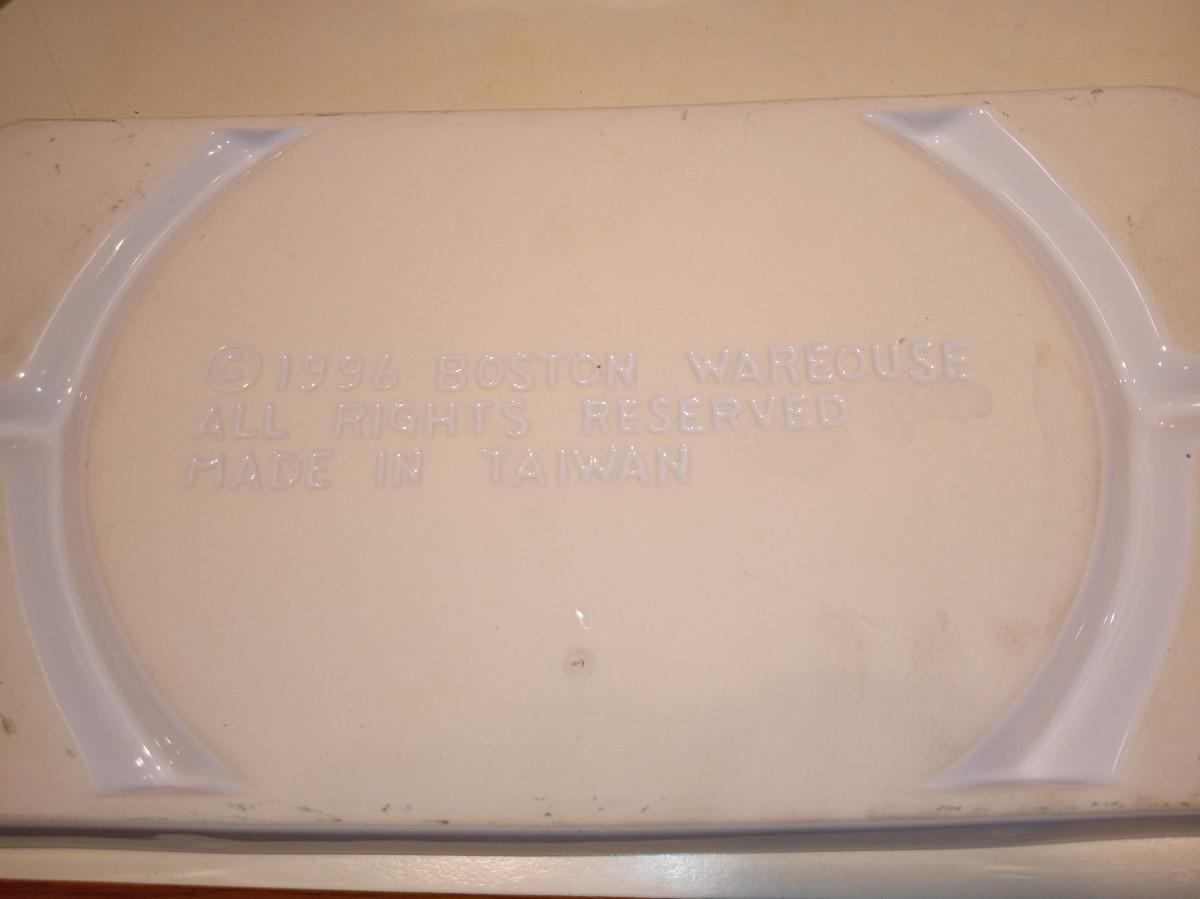 © 1996 BOSTON WAREOUSE
ALL RIGHTS RESERVED
MADE IN TAIWAN